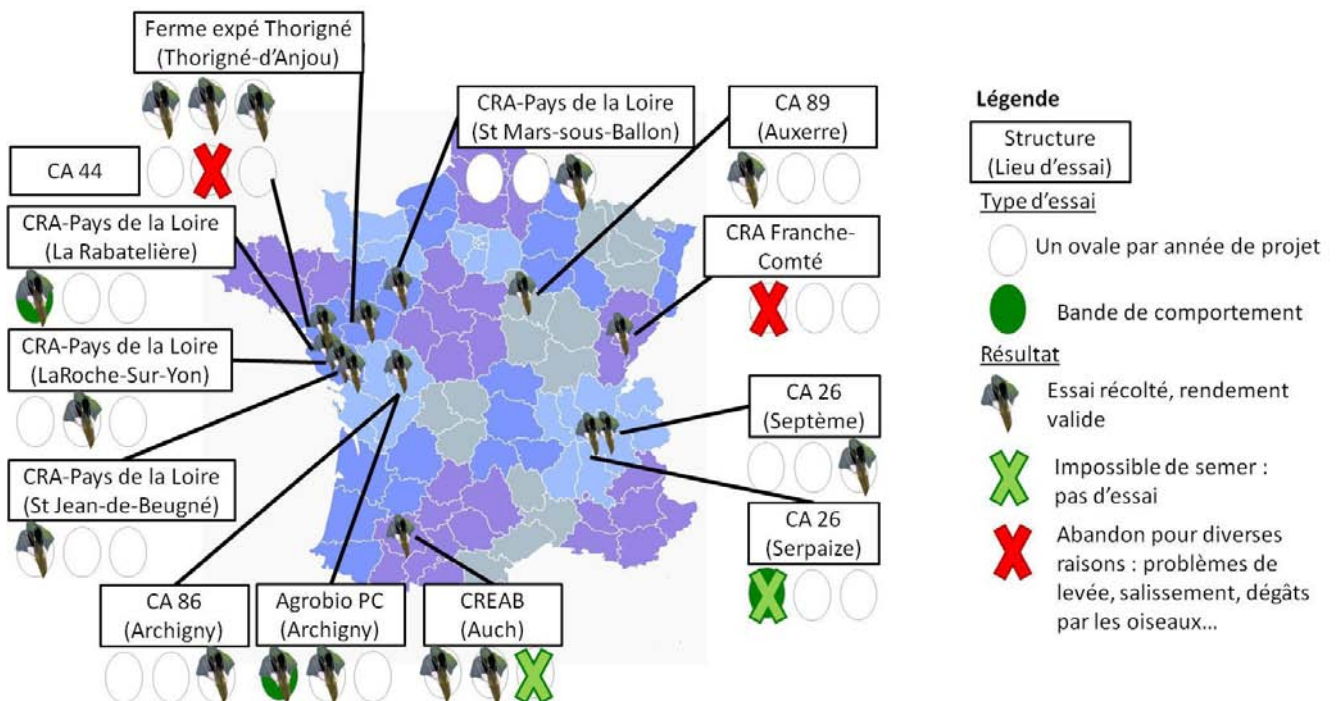 Ferme expé Thorigné
(Thorigné-d'Anjou)
CRA-Pays de la Loire
(St Mars-sous-Ballon)
CA 89
(Auxerre)
CA 44
CRA-Pays de la Loire
(La Rabatelière)
CRA Franche-
Comté
CRA-Pays de la Loire
(LaRoche-Sur-Yon)
CA 26
(Septème)
CRA-Pays de la Loire
(St Jean-de-Beugné)
CA 26
(Serpaize)
CA 86
(Archigny)
Agrobio PC
(Archigny)
CREAB
(Auch)
Légende
Structure
(Lieu d'essai)
Type d'essai
Un ovale par année de projet
Bande de comportement
Résultat
Essai récolté, rendement
valide
Impossible de semer :
pas d'essai
Abandon pour diverses
raisons : problèmes de
levée, salissement, dégâts
par les oiseaux...